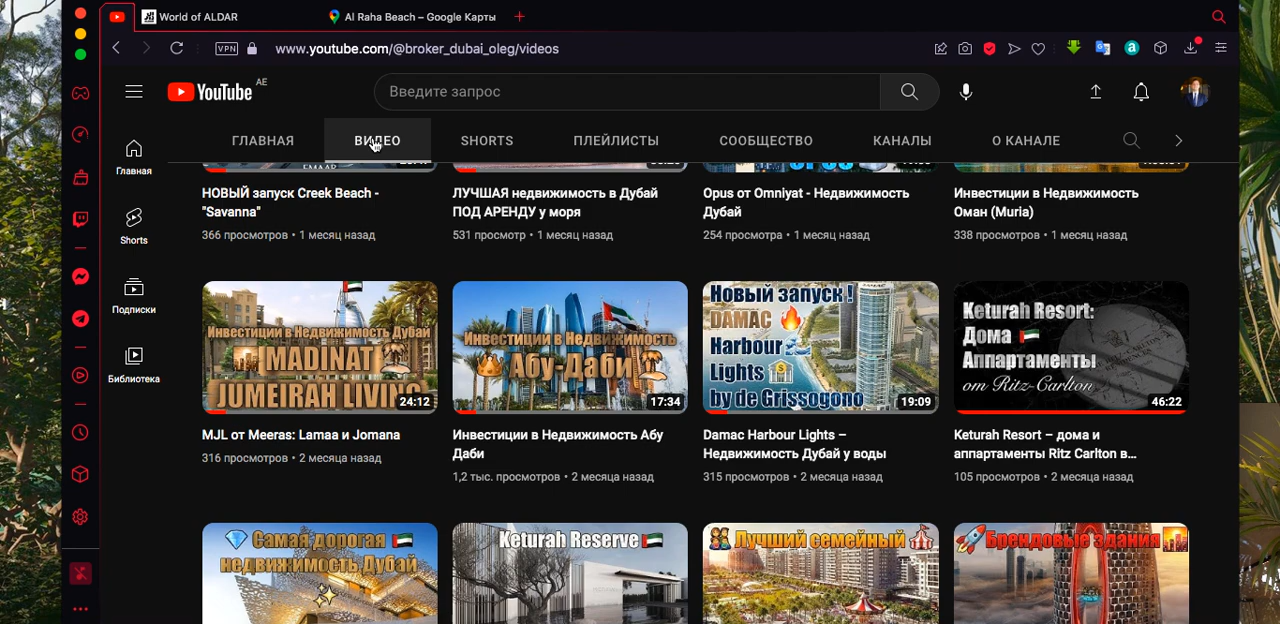 World of ALDAR
Al Raha Beach – Google Карты
VPN
www.youtube.com/@broker_dubai_oleg/videos
YouTube
AE
Введите запрос
ГЛАВНАЯ
ВИДЕО
SHORTS
ПЛЕЙЛИСТЫ
СООБЩЕСТВО
КАНАЛЫ
О КАНАЛЕ
Главная
Shorts
Подписки
Библиотека
НОВЫЙ запуск Creek Beach -
"Savanna"
366 просмотров • 1 месяц назад
ЛУЧШАЯ недвижимость в Дубай
ПОД АРЕНДУ у моря
531 просмотр • 1 месяц назад
Opus от Omniyat - Недвижимость
Дубай
254 просмотра • 1 месяц назад
Инвестиции в Недвижимость
Оман (Muria)
338 просмотров • 1 месяц назад
Инвестиции в Недвижимость Дубай
MADINAT
JUMEIRAH LIVING
24:12
MJL от Meeras: Lamaa и Jomana
316 просмотров • 2 месяца назад
Инвестиции в Недвижимость
Абу-Даби
17:34
Инвестиции в Недвижимость Абу
Даби
1,2 тыс. просмотров • 2 месяца назад
Новый запуск!
DAMAC
Harbour
Lights
by de Grissogono
19:09
Damac Harbour Lights –
Недвижимость Дубай у воды
315 просмотров • 2 месяца назад
Keturah Resort:
Дома
Аппартаменты
от Ritz-Carlton
46:22
Keturah Resort – дома и
аппартаменты Ritz Carlton в...
105 просмотров • 2 месяца назад
Самая дорогая
недвижимость Дубай
Keturah Reserve
Лучший семейный
Брендовые здания